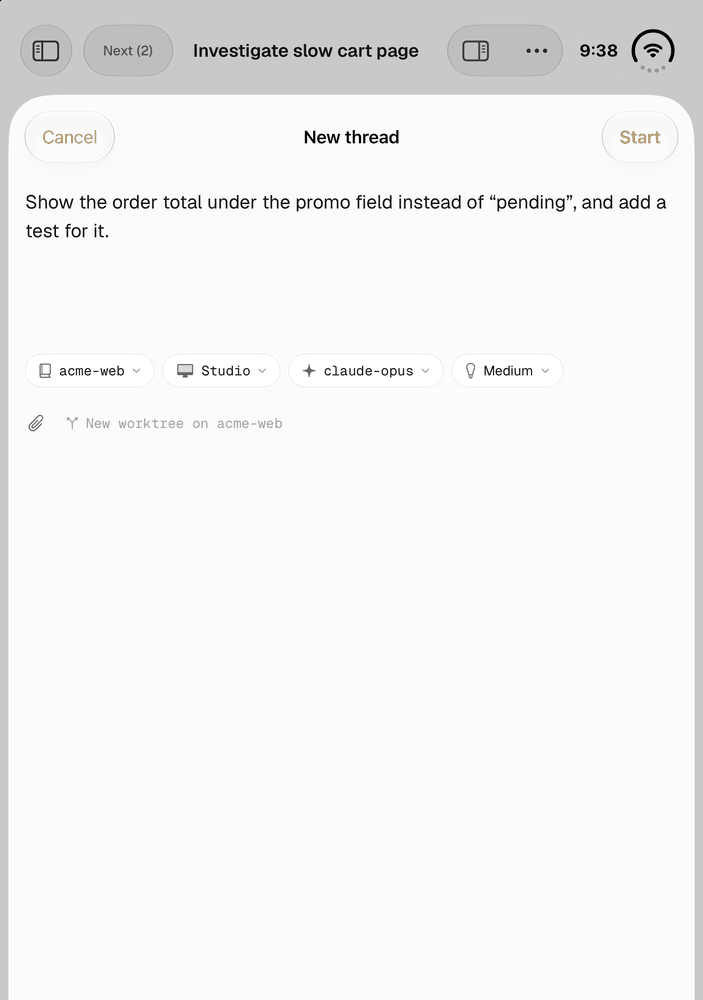 Next (2)
Investigate slow cart page
9:38
Cancel
New thread
Start
Show the order total under the promo field instead of “pending”, and add a
test for it.
acme-web
Studio
claude-opus
Medium
New worktree on acme-web